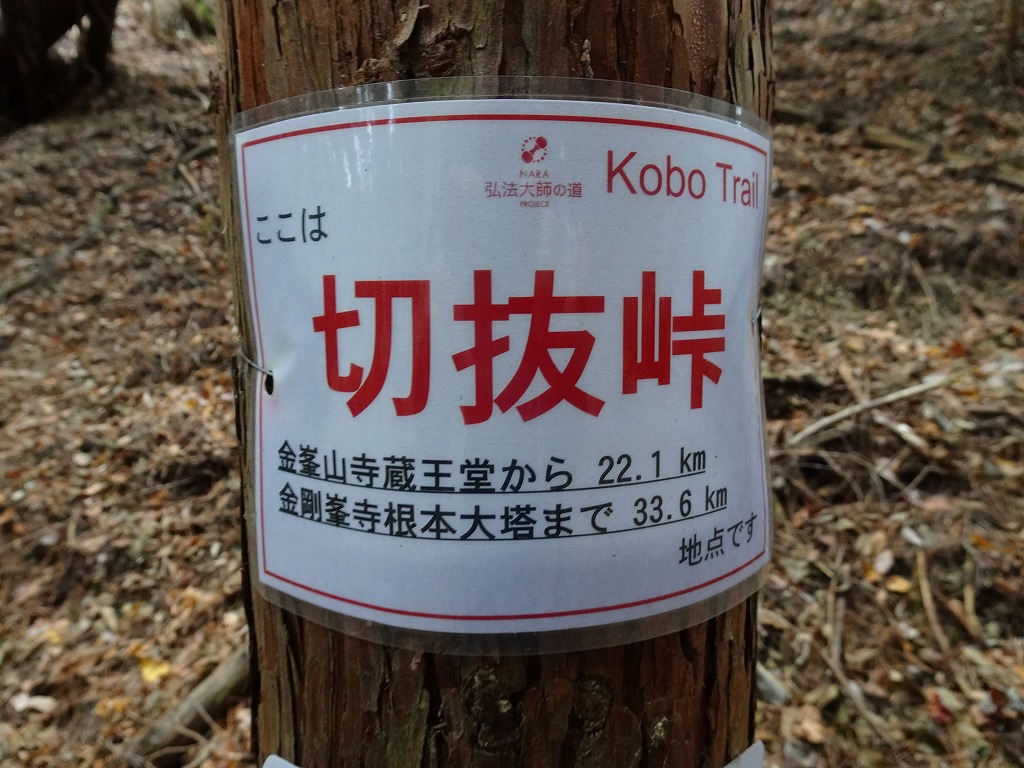 NARA
弘法大師の道
PROJECT
Kobo Trail
ここは
切抜峠
金峯山寺蔵王堂から 22.1 km
金剛峯寺根本大塔まで 33.6 km
地点です